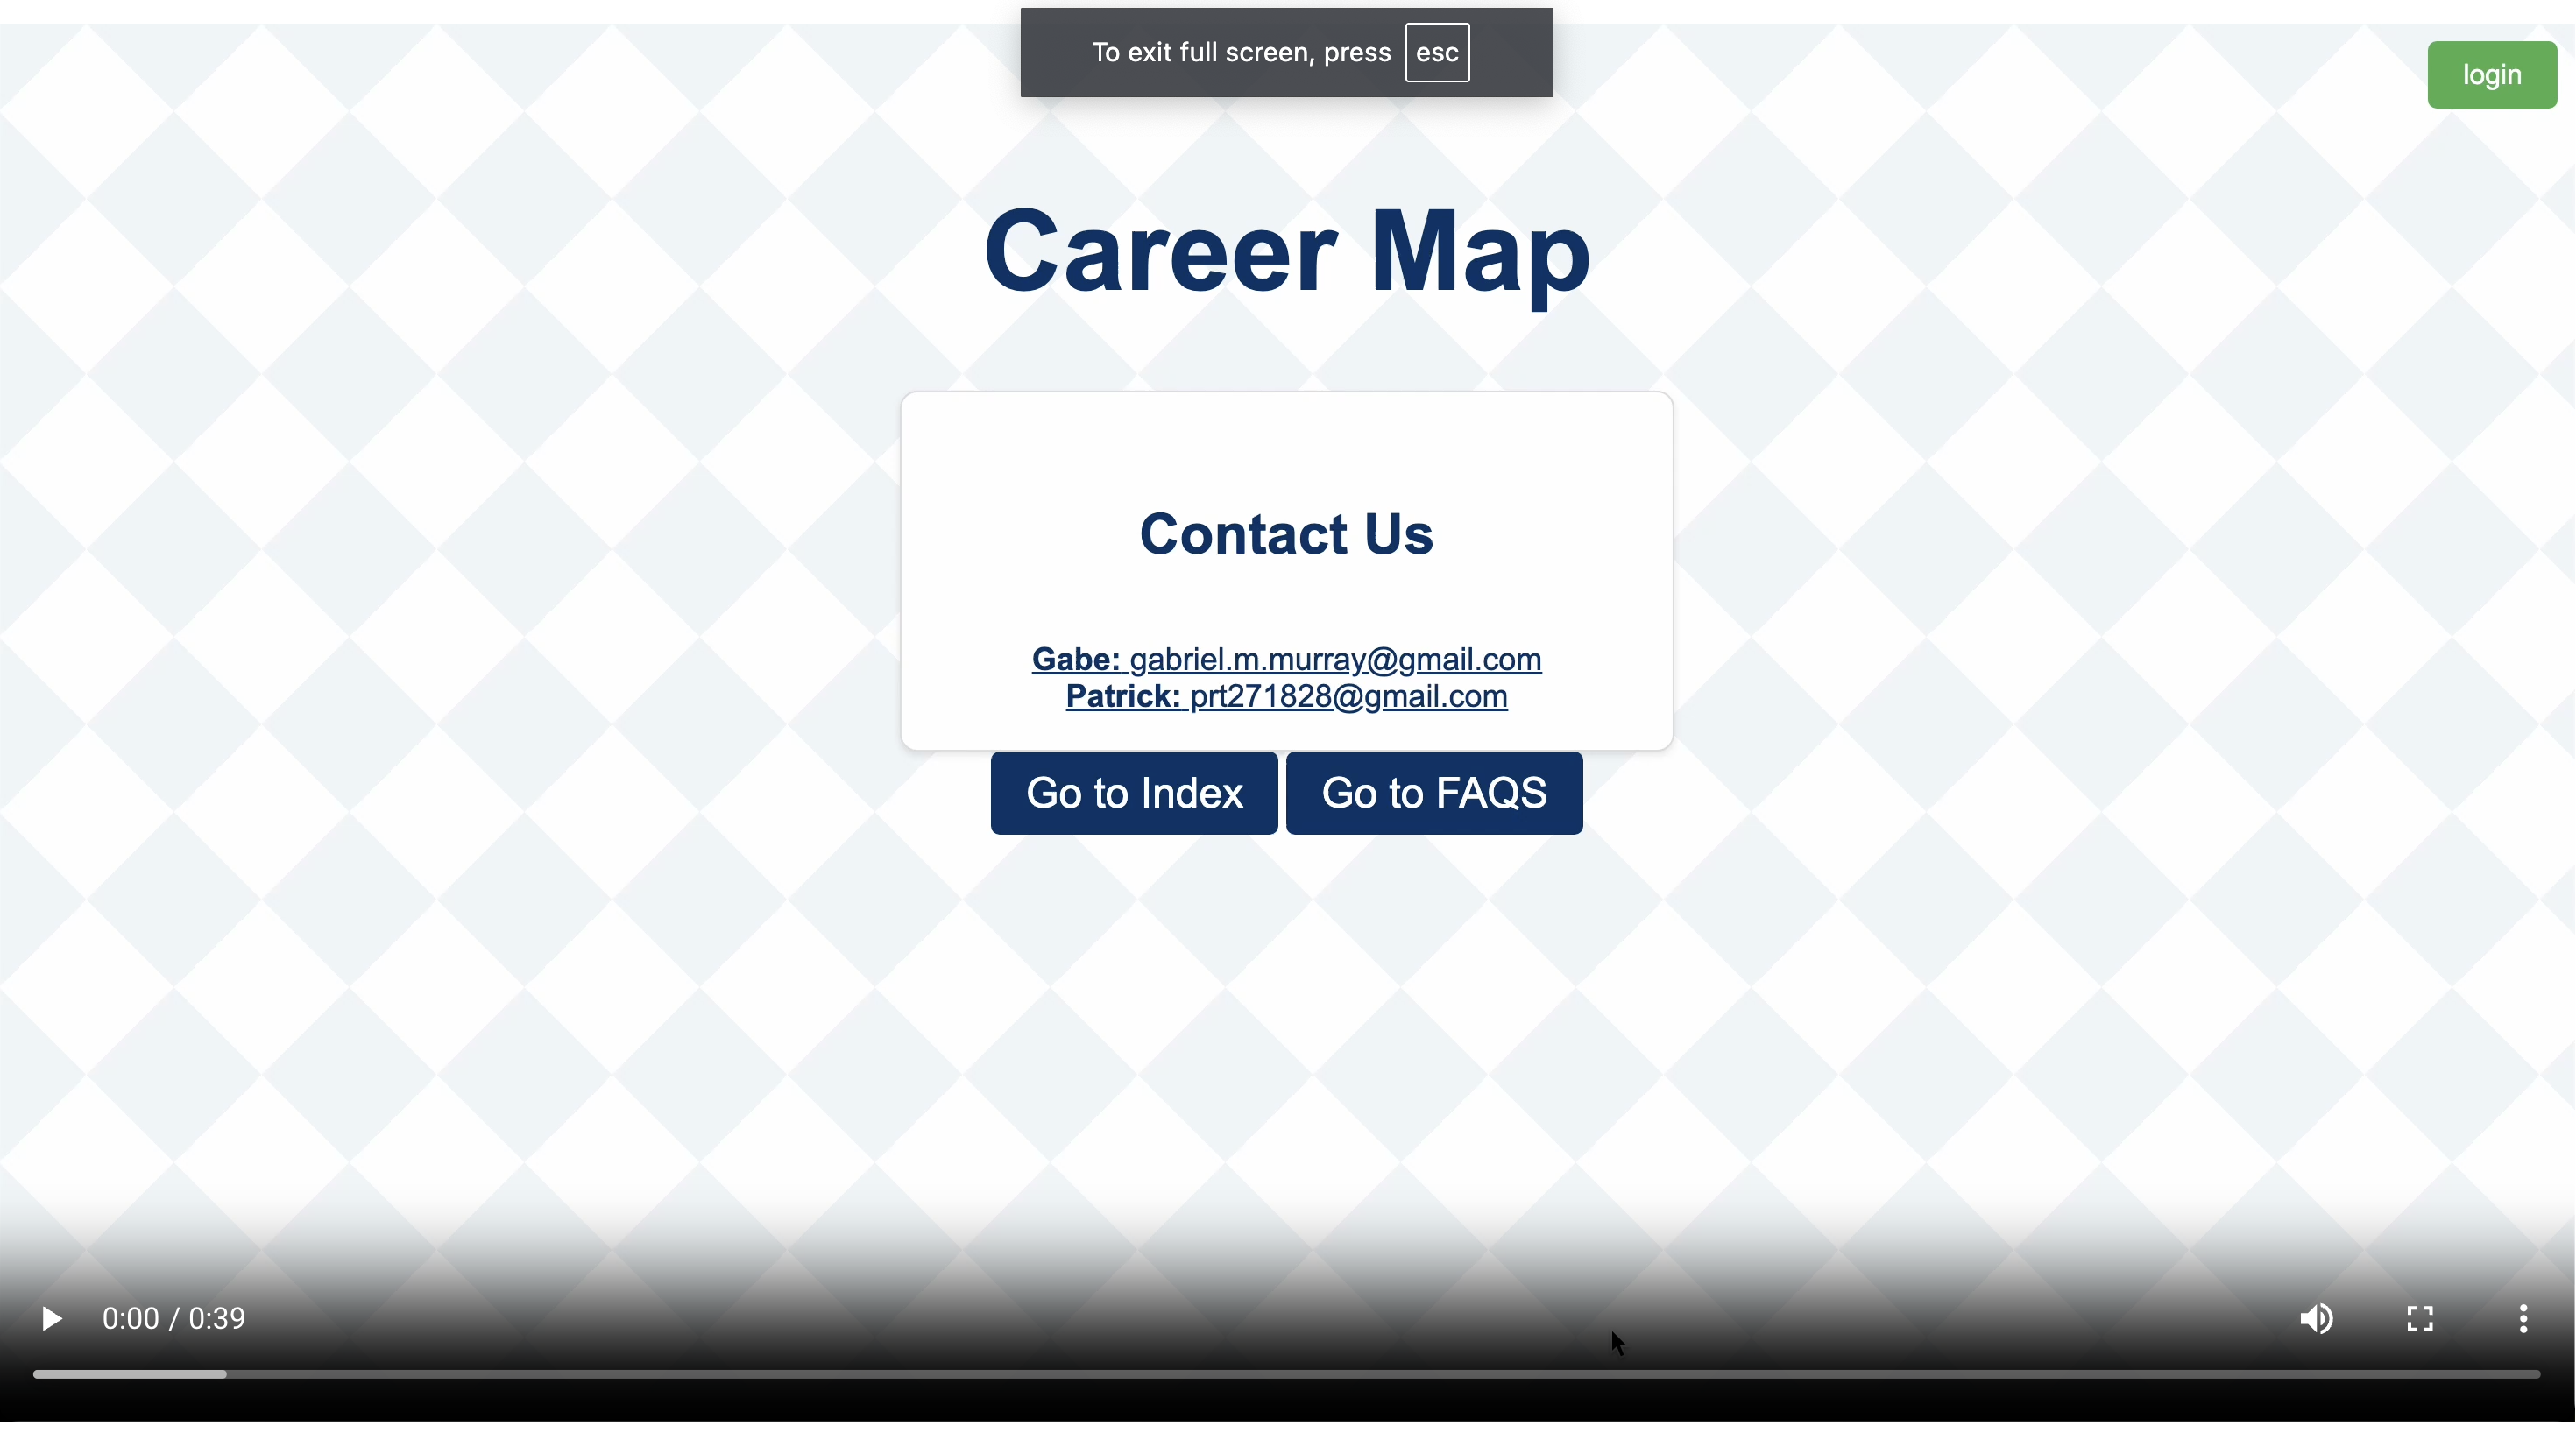 To exit full screen, press esc
login
Career Map
Contact Us
Gabe: gabriel.m.murray@gmail.com
Patrick: prt271828@gmail.com
Go to Index Go to FAQS
0:00 / 0:39